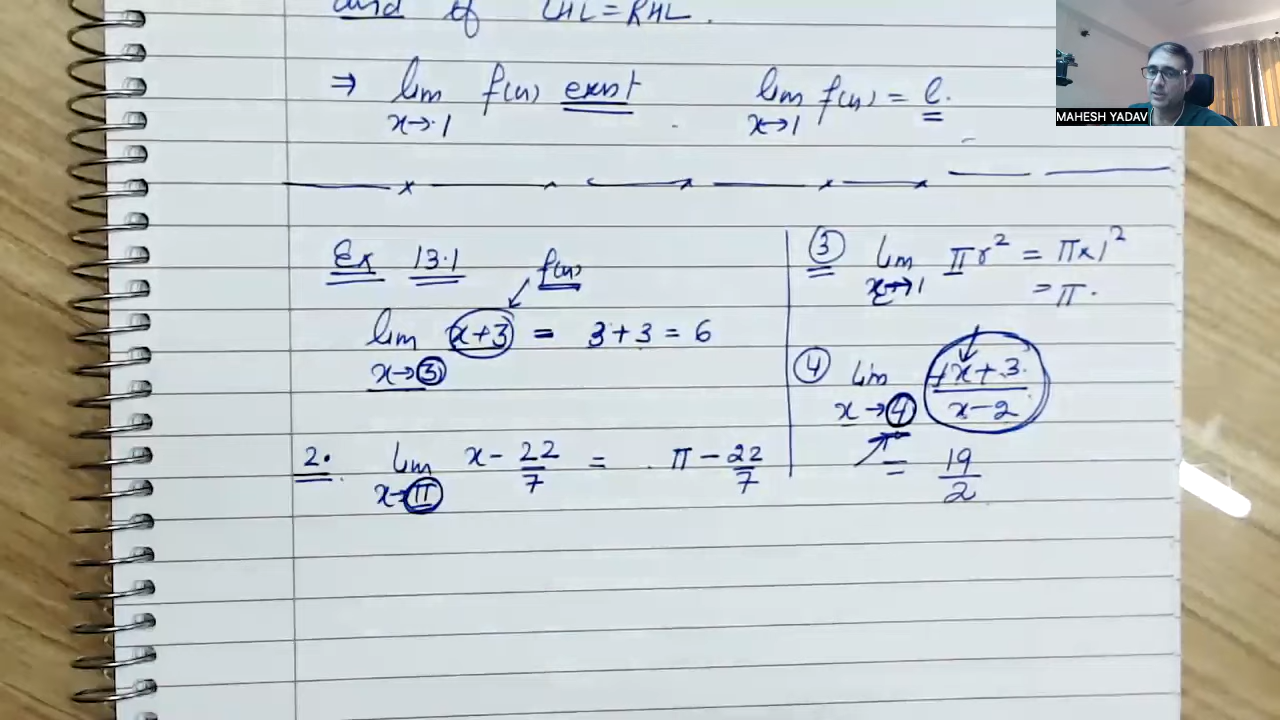 and if LHL = RHL.
⇒ lim f(x) exist lim f(x) = l.
x→1 x→1
MAHESH YADAV
Ex 13.1
f(x)
lim x+3 = 3+3 = 6
x→3
2. lim x - 22/7 = π - 22/7
x→π
③ lim πr² = π×1²
r→1 = π.
④ lim 4x+3/x-2
x→4
= 19/2